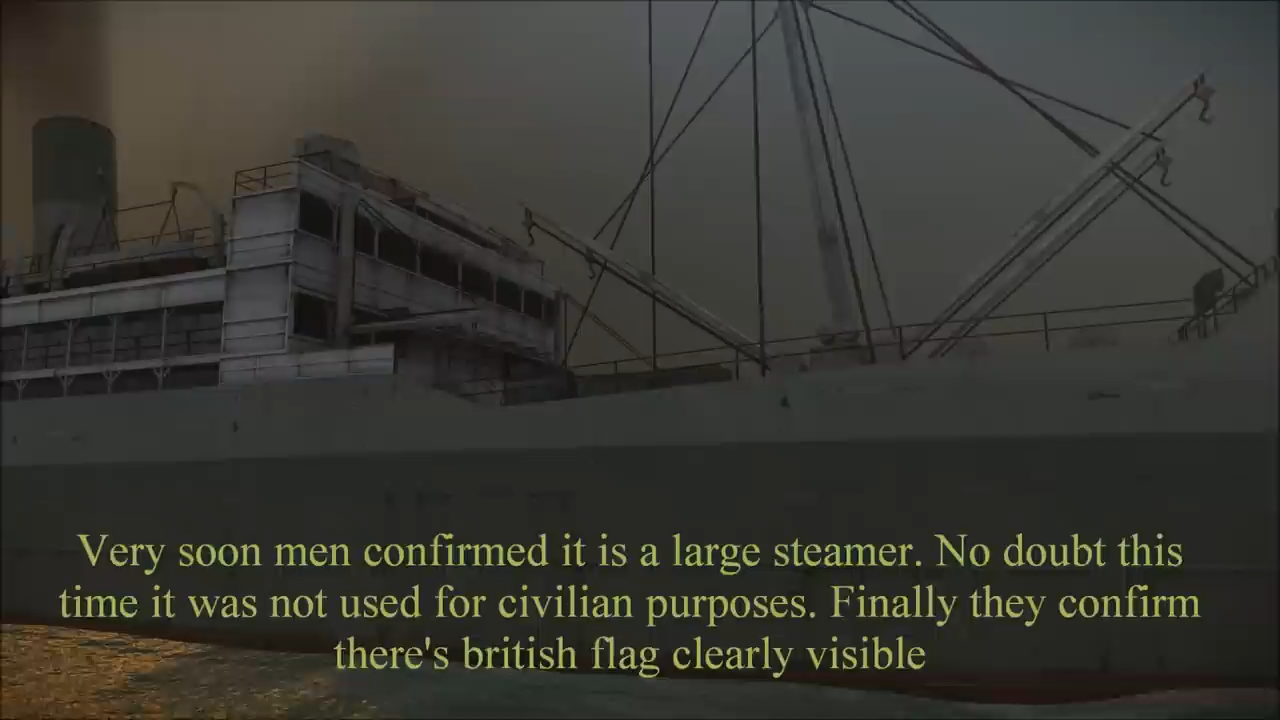 Very soon men confirmed it is a large steamer. No doubt this
time it was not used for civilian purposes. Finally they confirm
there's british flag clearly visible